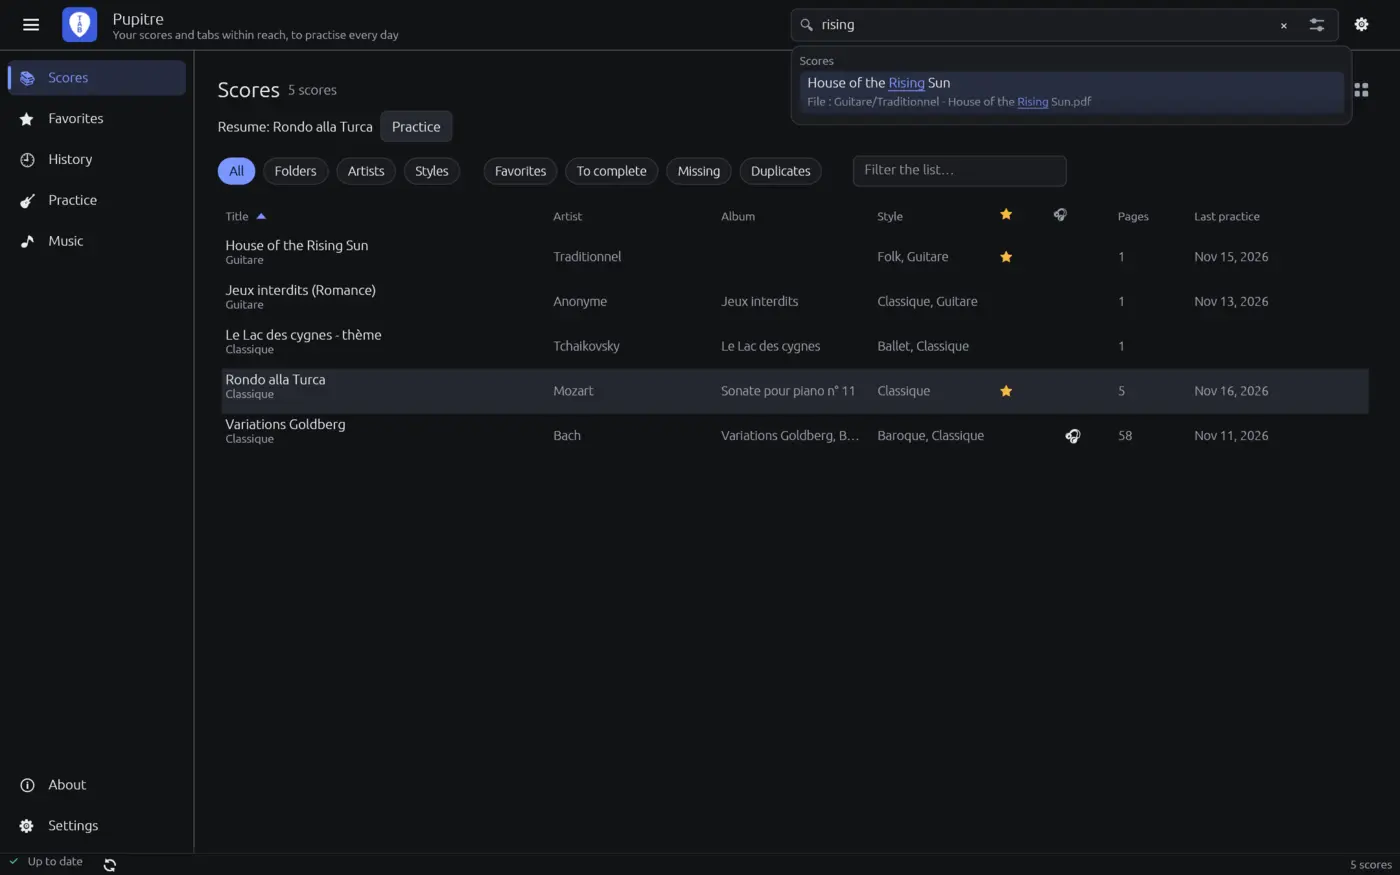 Pupitre
Your scores and tabs within reach, to practise every day
rising
×
Scores
House of the Rising Sun
File : Guitare/Traditionnel - House of the Rising Sun.pdf
Scores
Favorites
History
Practice
Music
About
Settings
Scores 5 scores
Resume: Rondo alla Turca Practice
All Folders Artists Styles Favorites To complete Missing Duplicates Filter the list…
Title Artist Album Style Pages Last practice
House of the Rising Sun
Guitare
Traditionnel Folk, Guitare 1 Nov 15, 2026
Jeux interdits (Romance)
Guitare
Anonyme Jeux interdits Classique, Guitare 1 Nov 13, 2026
Le Lac des cygnes - thème
Classique
Tchaikovsky Le Lac des cygnes Ballet, Classique 1
Rondo alla Turca
Classique
Mozart Sonate pour piano n° 11 Classique 5 Nov 16, 2026
Variations Goldberg
Classique
Bach Variations Goldberg, B… Baroque, Classique 58 Nov 11, 2026
Up to date
5 scores